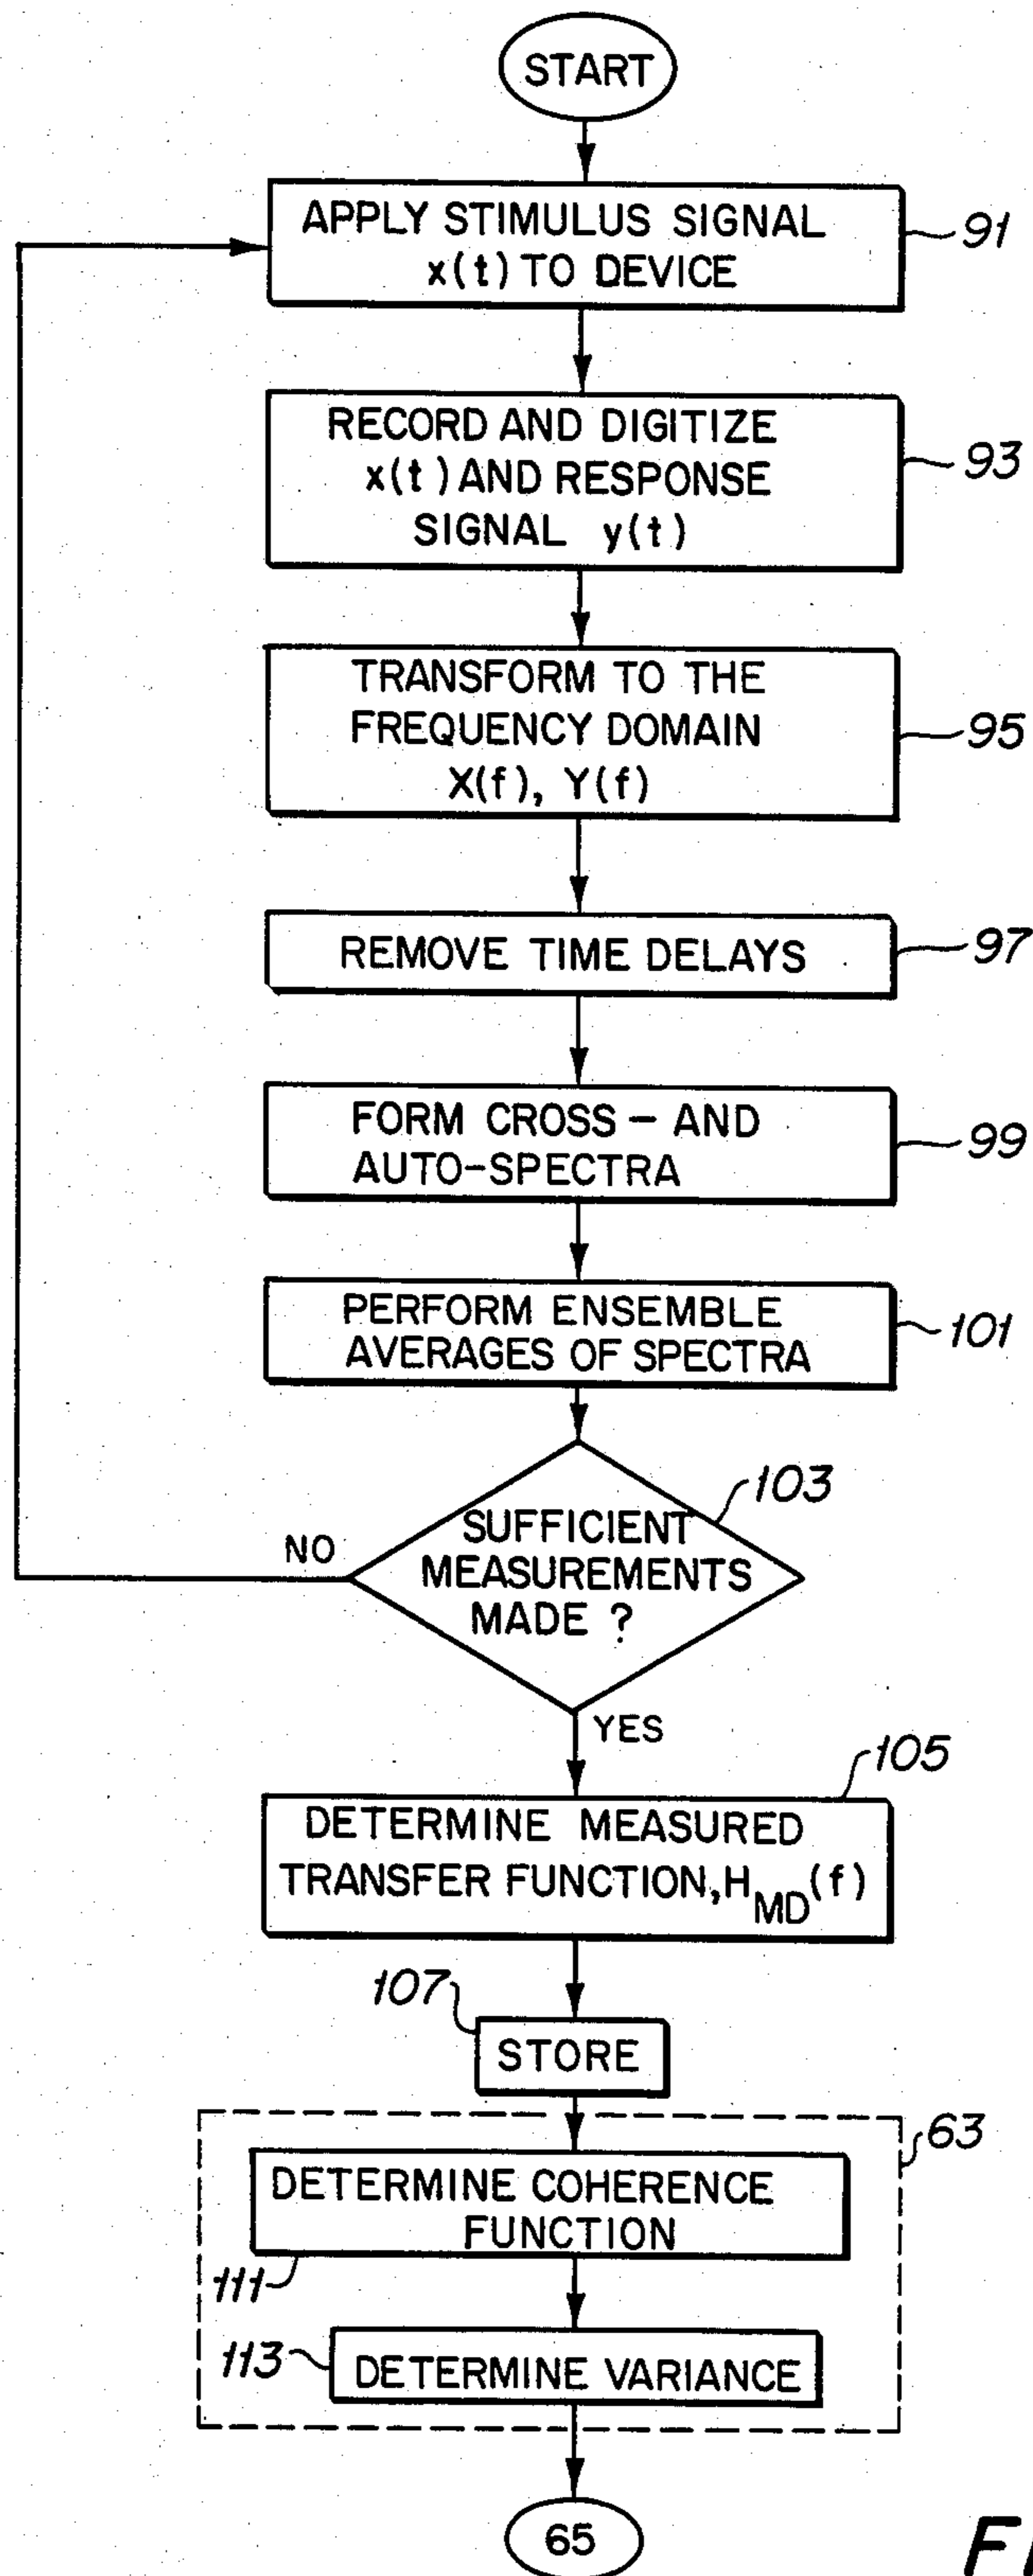 START
APPLY STIMULUS SIGNAL
x(t) TO DEVICE
91
RECORD AND DIGITIZE
x(t) AND RESPONSE
SIGNAL y(t)
93
TRANSFORM TO THE
FREQUENCY DOMAIN
X(f), Y(f)
95
REMOVE TIME DELAYS
97
FORM CROSS – AND
AUTO-SPECTRA
99
PERFORM ENSEMBLE
AVERAGES OF SPECTRA
101
103
SUFFICIENT
MEASUREMENTS
MADE ?
NO
YES
105
DETERMINE MEASURED
TRANSFER FUNCTION, HMD(f)
107
STORE
63
DETERMINE COHERENCE
FUNCTION
111
113
DETERMINE VARIANCE
65